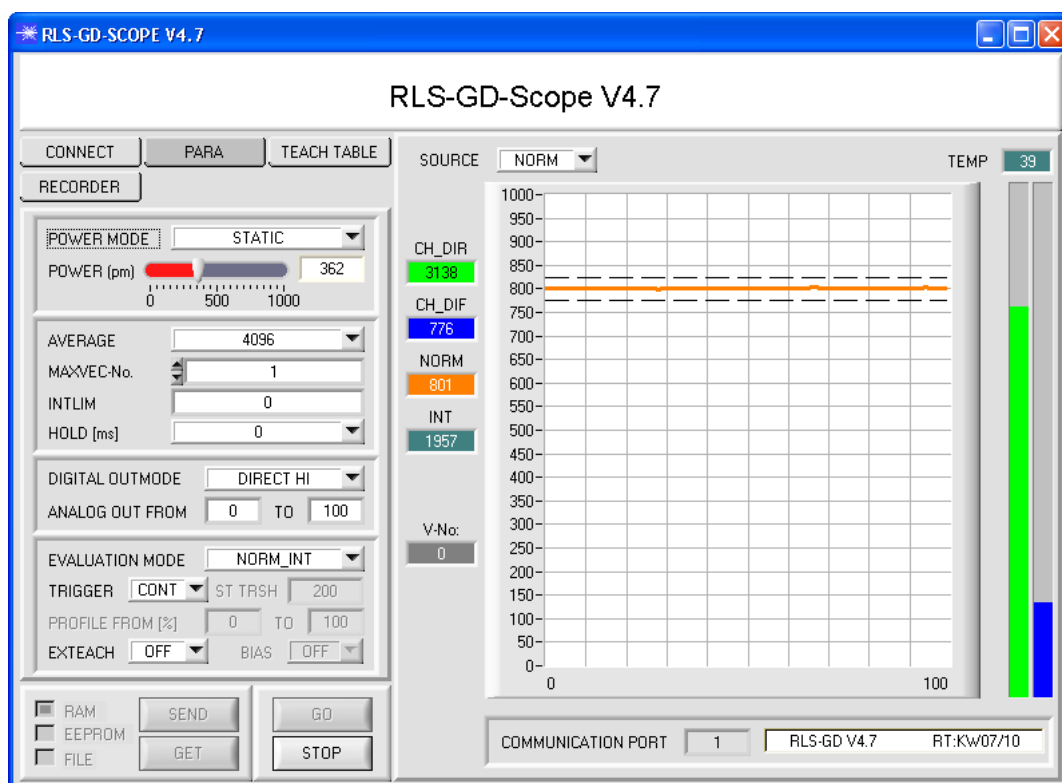 RLS-GD-SCOPE V4.7
RLS-GD-Scope V4.7
CONNECT PARA TEACH TABLE
RECORDER
POWER MODE STATIC
POWER (pm) 362
0 500 1000
AVERAGE 4096
MAXVEC-No. 1
INTLIM 0
HOLD [ms] 0
DIGITAL OUTMODE DIRECT HI
ANALOG OUT FROM 0 TO 100
EVALUATION MODE NORM_INT
TRIGGER CONT ST TRSH 200
PROFILE FROM [%] 0 TO 100
EXTEACH OFF BIAS OFF
RAM
EEPROM
FILE
SEND
GET
GO
STOP
SOURCE NORM
TEMP 39
CH_DIR
3138
CH_DIF
776
NORM
801
INT
1957
V-No:
0
1000
950
900
850
800
750
700
650
600
550
500
450
400
350
300
250
200
150
100
50
0
0 100
COMMUNICATION PORT 1 RLS-GD V4.7 RT:KW07/10